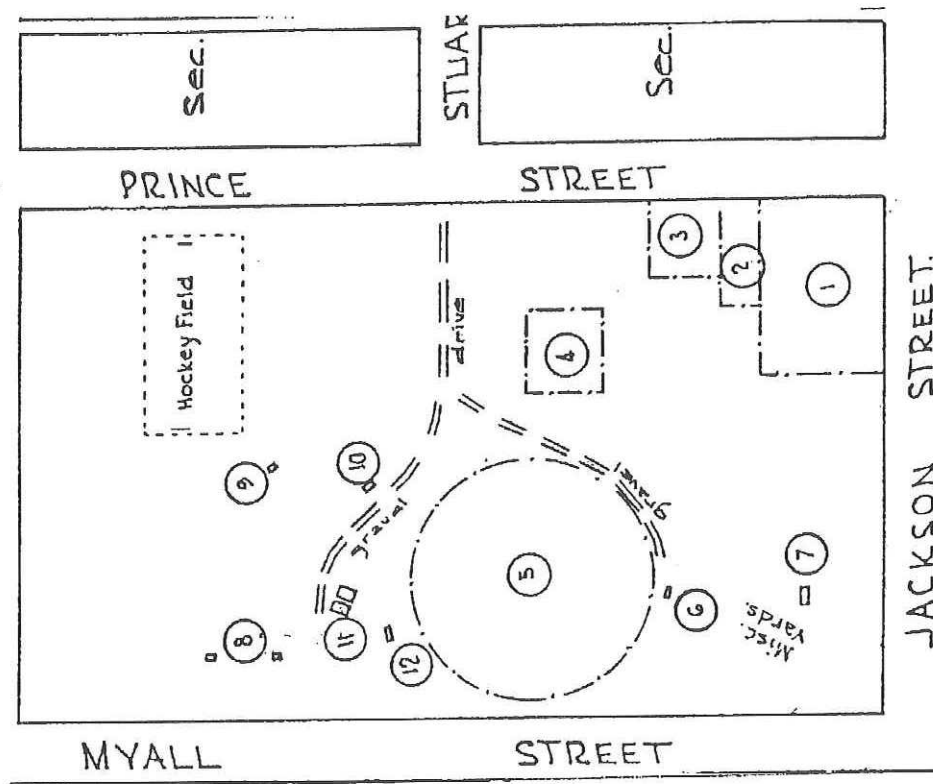 Sec.
STUAR
Sec.
PRINCE STREET
Hockey Field
drive
3
2
1
4
JACKSON STREET.
10
9
gravel
gravel
5
7
6
Misc.
Yards.
8
11
12
MYALL STREET